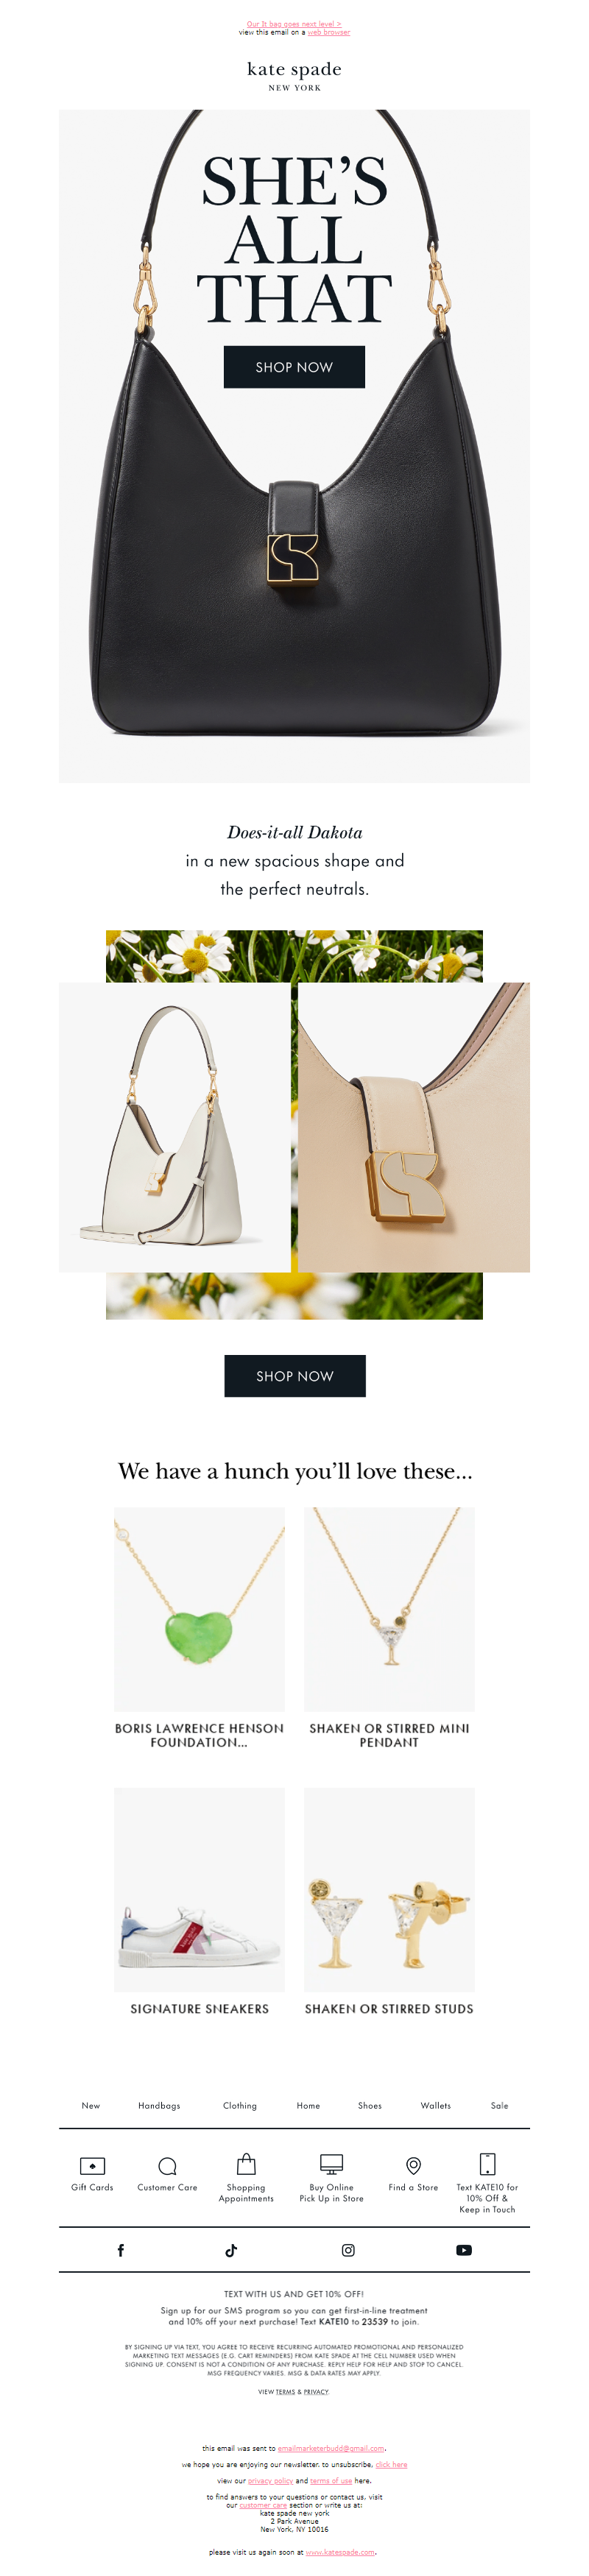 Our It bag goes next level >
view this email on a web browser
kate spade
NEW YORK
SHE'S
ALL
THAT
SHOP NOW
Does-it-all Dakota
in a new spacious shape and
the perfect neutrals.
SHOP NOW
We have a hunch you'll love these...
BORIS LAWRENCE HENSON
FOUNDATION...
SHAKEN OR STIRRED MINI
PENDANT
SIGNATURE SNEAKERS
SHAKEN OR STIRRED STUDS
New Handbags Clothing Home Shoes Wallets Sale
Gift Cards
Customer Care
Shopping
Appointments
Buy Online
Pick Up in Store
Find a Store
Text KATE10 for
10% Off &
Keep in Touch
TEXT WITH US AND GET 10% OFF!
Sign up for our SMS program so you can get first-in-line treatment
and 10% off your next purchase! Text KATE10 to 23539 to join.
BY SIGNING UP VIA TEXT, YOU AGREE TO RECEIVE RECURRING AUTOMATED PROMOTIONAL AND PERSONALIZED
MARKETING TEXT MESSAGES (E.G. CART REMINDERS) FROM KATE SPADE AT THE CELL NUMBER USED WHEN
SIGNING UP. CONSENT IS NOT A CONDITION OF ANY PURCHASE. REPLY HELP FOR HELP AND STOP TO CANCEL.
MSG FREQUENCY VARIES. MSG & DATA RATES MAY APPLY.
VIEW TERMS & PRIVACY.
this email was sent to emailmarketerbudd@gmail.com.
we hope you are enjoying our newsletter. to unsubscribe, click here
view our privacy policy and terms of use here.
to find answers to your questions or contact us, visit
our customer care section or write us at:
kate spade new york
2 Park Avenue
New York, NY 10016
please visit us again soon at www.katespade.com.